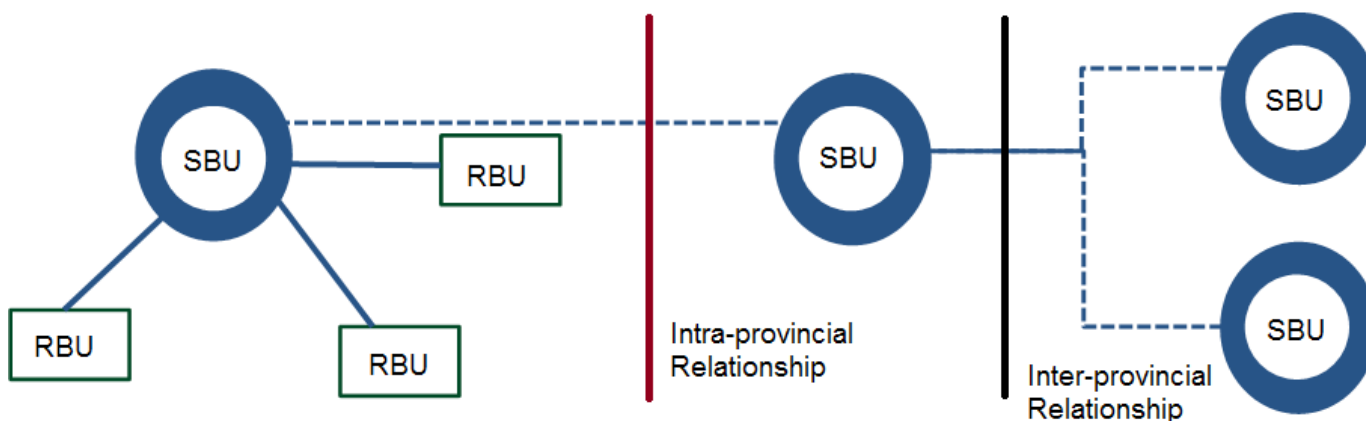 SBU
RBU
RBU
RBU
SBU
Intra-provincial
Relationship
SBU
SBU
Inter-provincial
Relationship